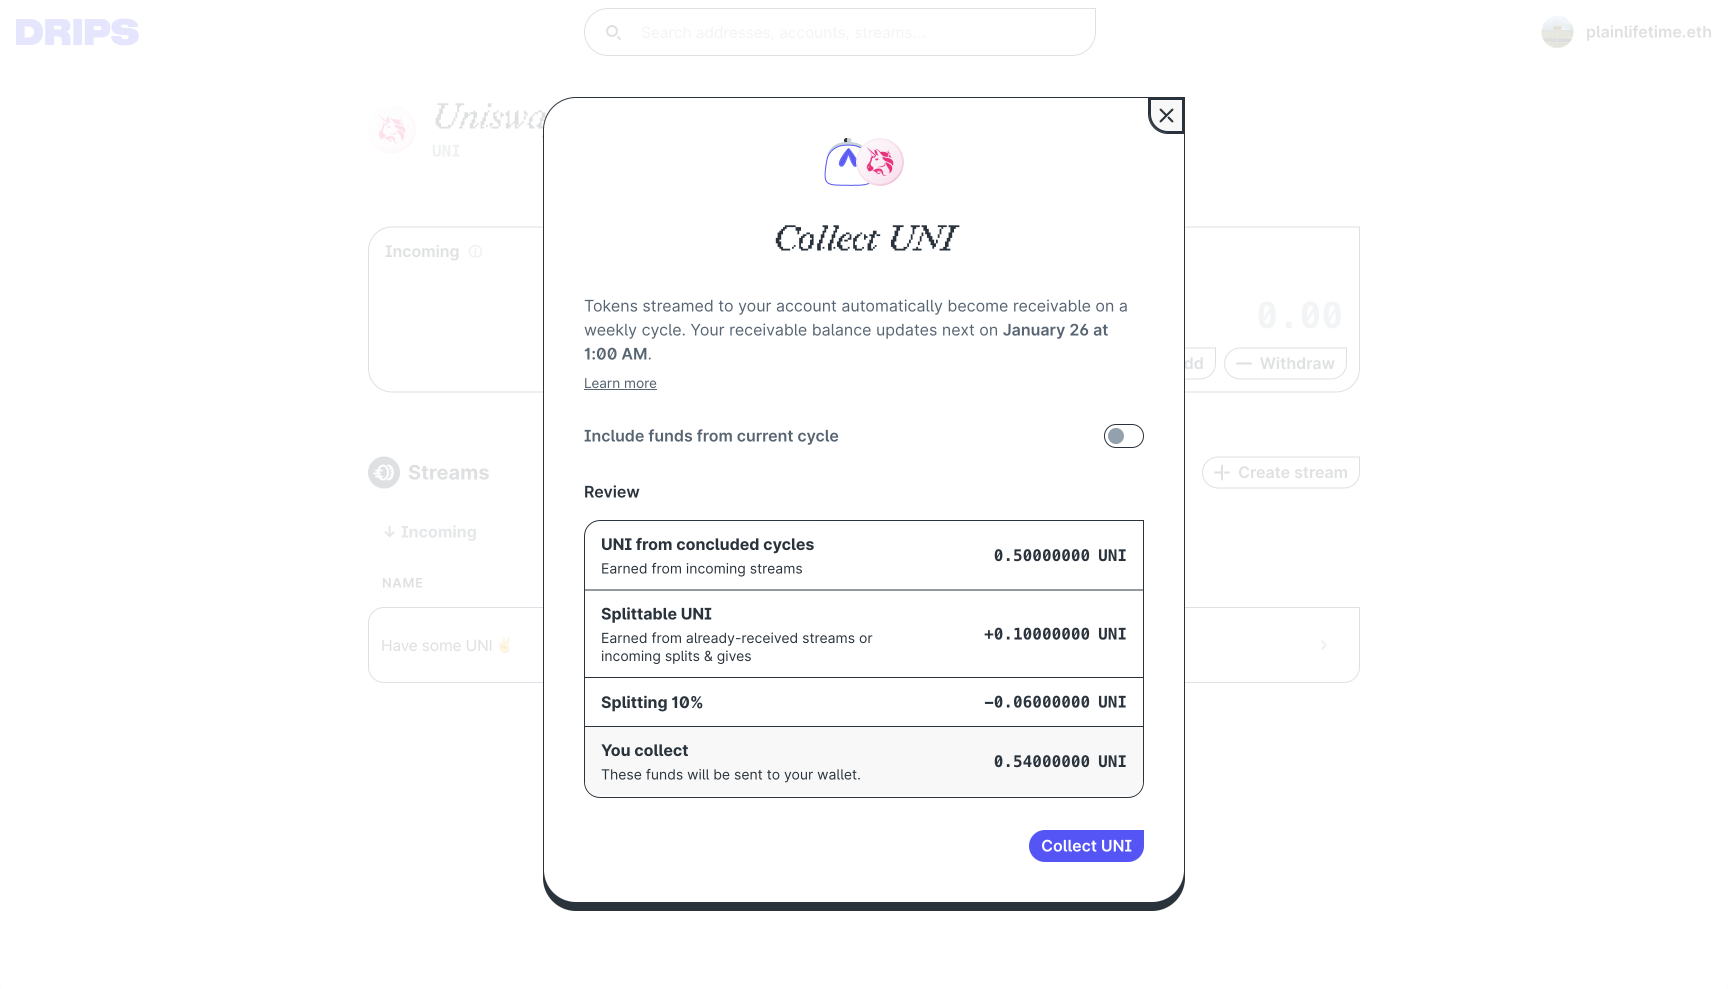 DRIPS
Search addresses, accounts, streams...
plainlifetime.eth
Uniswa
UNI
Incoming
0.00
dd
Withdraw
Streams
Create stream
Incoming
NAME
Have some UNI ✌️
Collect UNI
Tokens streamed to your account automatically become receivable on a
weekly cycle. Your receivable balance updates next on January 26 at
1:00 AM.
Learn more
Include funds from current cycle
Review
UNI from concluded cycles
Earned from incoming streams
0.50000000 UNI
Splittable UNI
Earned from already-received streams or
incoming splits & gives
+0.10000000 UNI
Splitting 10%
−0.06000000 UNI
You collect
These funds will be sent to your wallet.
0.54000000 UNI
Collect UNI